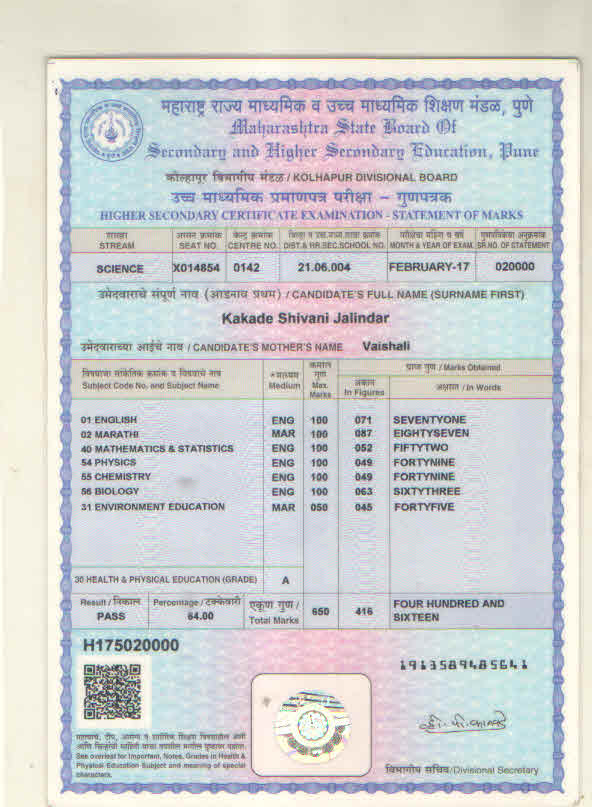 महाराष्ट्र राज्य माध्यमिक व उच्च माध्यमिक शिक्षण मंडळ, पुणे
Maharashtra State Board Of
Secondary and Higher Secondary Education, Pune
कोल्हापूर विभागीय मंडळ / KOLHAPUR DIVISIONAL BOARD
उच्च माध्यमिक प्रमाणपत्र परीक्षा – गुणपत्रक
HIGHER SECONDARY CERTIFICATE EXAMINATION - STATEMENT OF MARKS
शाखा आसन क्रमांक केन्द्र क्रमांक जिल्हा व उच्च.माध्य.शाळा क्रमांक परीक्षेचा महिना व वर्ष गुणपत्रिकेचा अनुक्रमांक
STREAM SEAT NO. CENTRE NO. DIST.& HR.SEC.SCHOOL NO. MONTH & YEAR OF EXAM. SR.NO. OF STATEMENT
SCIENCE X014854 0142 21.06.004 FEBRUARY-17 020000
उमेदवाराचे संपूर्ण नाव (आडनाव प्रथम) / CANDIDATE'S FULL NAME (SURNAME FIRST)
Kakade Shivani Jalindar
उमेदवाराच्या आईचे नाव / CANDIDATE'S MOTHER'S NAME Vaishali
विषयाचा सांकेतिक क्रमांक व विषयाचे नाव माध्यम कमाल गुण प्राप्त गुण / Marks Obtained
Subject Code No. and Subject Name Medium Max. Marks अंकात In Figures अक्षरात / In Words
01 ENGLISH ENG 100 071 SEVENTYONE
02 MARATHI MAR 100 087 EIGHTYSEVEN
40 MATHEMATICS & STATISTICS ENG 100 052 FIFTYTWO
54 PHYSICS ENG 100 049 FORTYNINE
55 CHEMISTRY ENG 100 049 FORTYNINE
56 BIOLOGY ENG 100 063 SIXTYTHREE
31 ENVIRONMENT EDUCATION MAR 050 045 FORTYFIVE
30 HEALTH & PHYSICAL EDUCATION (GRADE) A
Result / निकाल Percentage / टक्केवारी एकूण गुण / 650 416 FOUR HUNDRED AND
PASS 64.00 Total Marks SIXTEEN
H175020000
1913589485641
See overleaf for Important, Notes, Grades in Health &
Physical Education Subject and meaning of special
characters.
विभागीय सचिव/Divisional Secretary